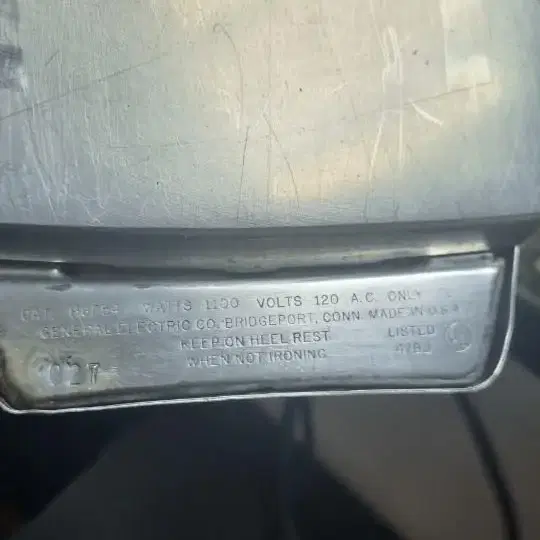 CAT. WATTS 1100 VOLTS 120 A.C. ONLY
GENERAL ELECTRIC CO. BRIDGEPORT, CONN. MADE IN U.S.A.
KEEP ON HEEL REST LISTED
WHEN NOT IRONING